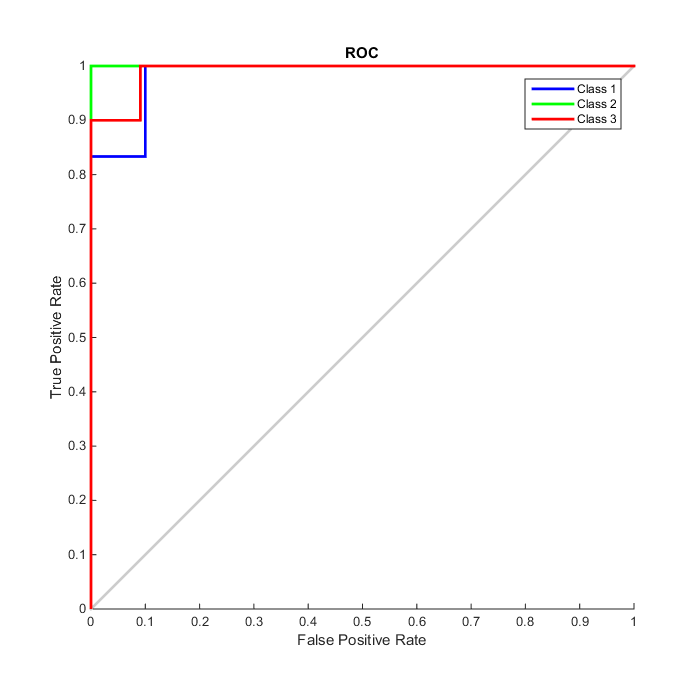 ROC
1
0.9
0.8
0.7
0.6
0.5
0.4
0.3
0.2
0.1
0
True Positive Rate
Class 1
Class 2
Class 3
0 0.1 0.2 0.3 0.4 0.5 0.6 0.7 0.8 0.9 1
False Positive Rate